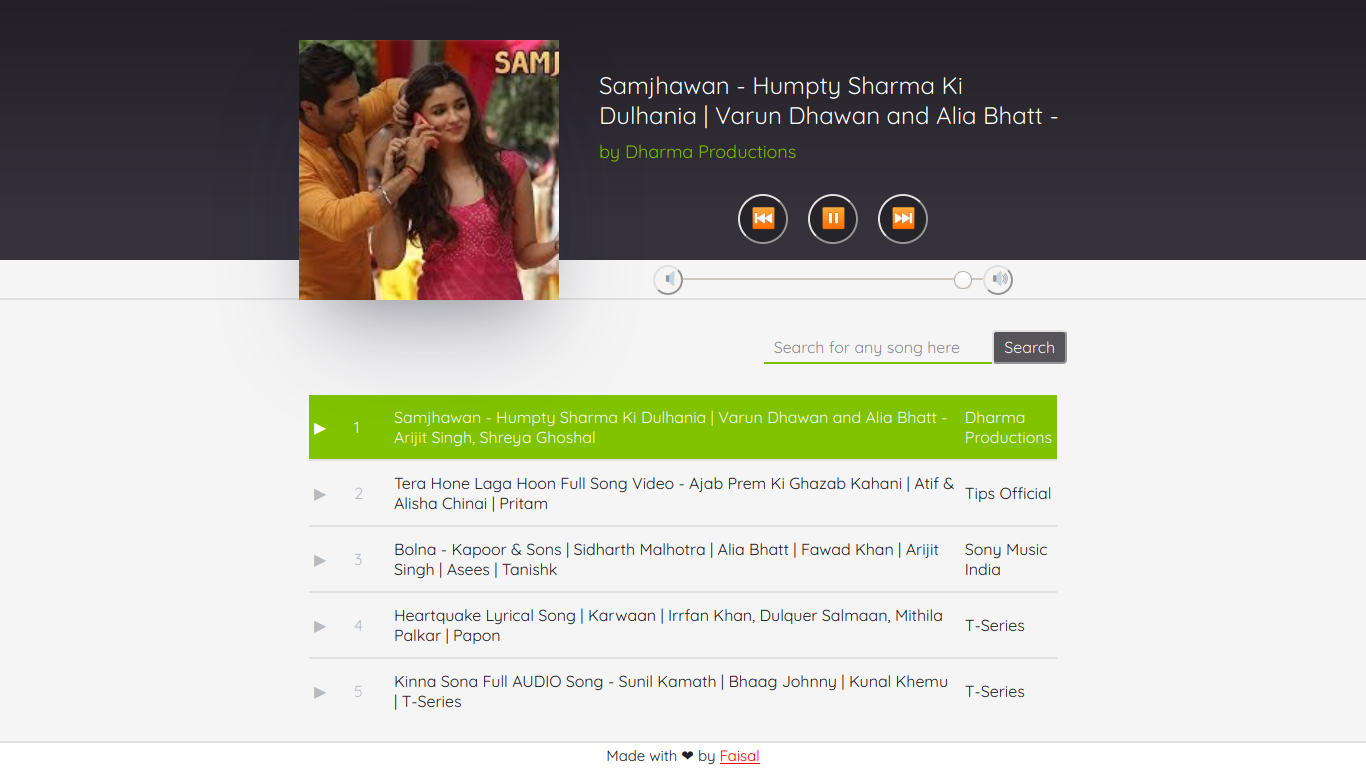 SAMJ
Samjhawan - Humpty Sharma Ki
Dulhania | Varun Dhawan and Alia Bhatt -
by Dharma Productions
Search for any song here
Search
▶ 1 Samjhawan - Humpty Sharma Ki Dulhania | Varun Dhawan and Alia Bhatt -
Arijit Singh, Shreya Ghoshal
Dharma
Productions
▶ 2 Tera Hone Laga Hoon Full Song Video - Ajab Prem Ki Ghazab Kahani | Atif &
Alisha Chinai | Pritam
Tips Official
▶ 3 Bolna - Kapoor & Sons | Sidharth Malhotra | Alia Bhatt | Fawad Khan | Arijit
Singh | Asees | Tanishk
Sony Music
India
▶ 4 Heartquake Lyrical Song | Karwaan | Irrfan Khan, Dulquer Salmaan, Mithila
Palkar | Papon
T-Series
▶ 5 Kinna Sona Full AUDIO Song - Sunil Kamath | Bhaag Johnny | Kunal Khemu
| T-Series
T-Series
Made with ❤ by Faisal